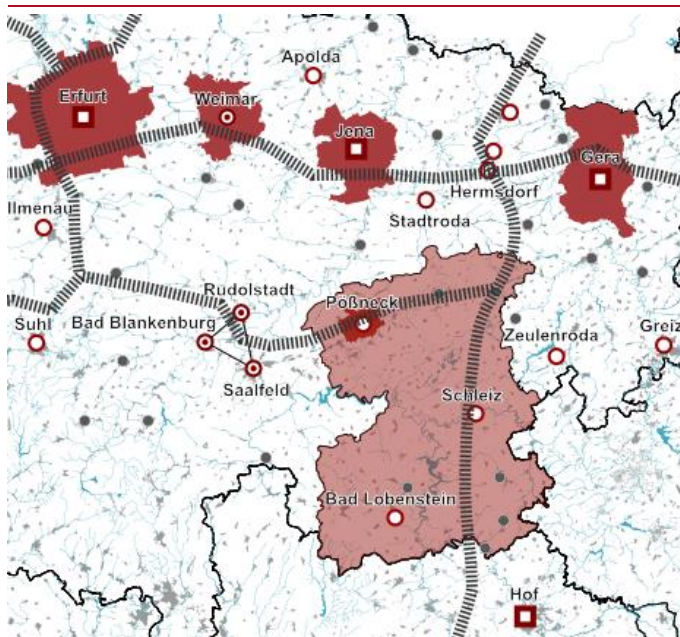 Apolda
Erfurt
Weimar
Jena
Gera
Hermsdorf
Stadtroda
Ilmenau
Rudolstadt
Pößneck
Suhl
Bad Blankenburg
Zeulenroda
Greiz
Saalfeld
Schleiz
Bad Lobenstein
Hof